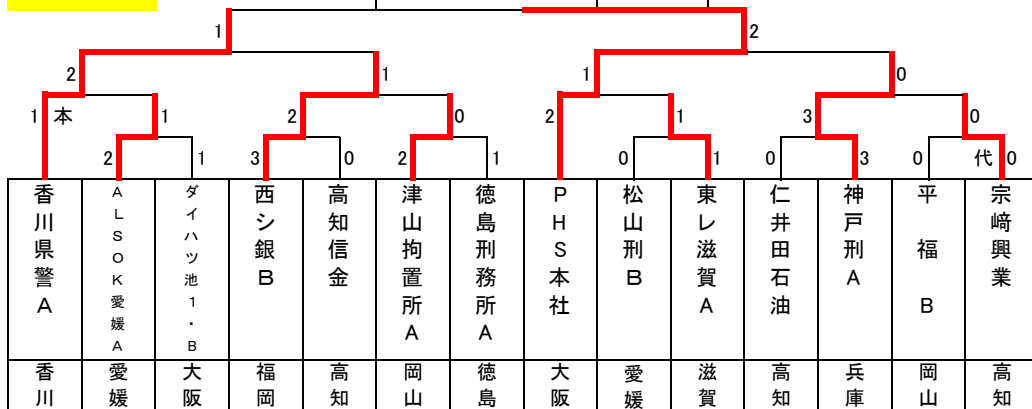 1 2
2 1 1 0
1 本 1 2 0 2 1 3 0
2 1 3 0 2 1 0 1 0 3 0 代 0
香川県警A
ALSOK愛媛A
ダイハツ池1・B
西シ銀B
高知信金
津山拘置所A
徳島刑務所A
PHS本社
松山刑B
東レ滋賀A
仁井田石油
神戸刑A
平福B
宗﨑興業
香川 愛媛 大阪 福岡 高知 岡山 徳島 大阪 愛媛 滋賀 高知 兵庫 岡山 高知